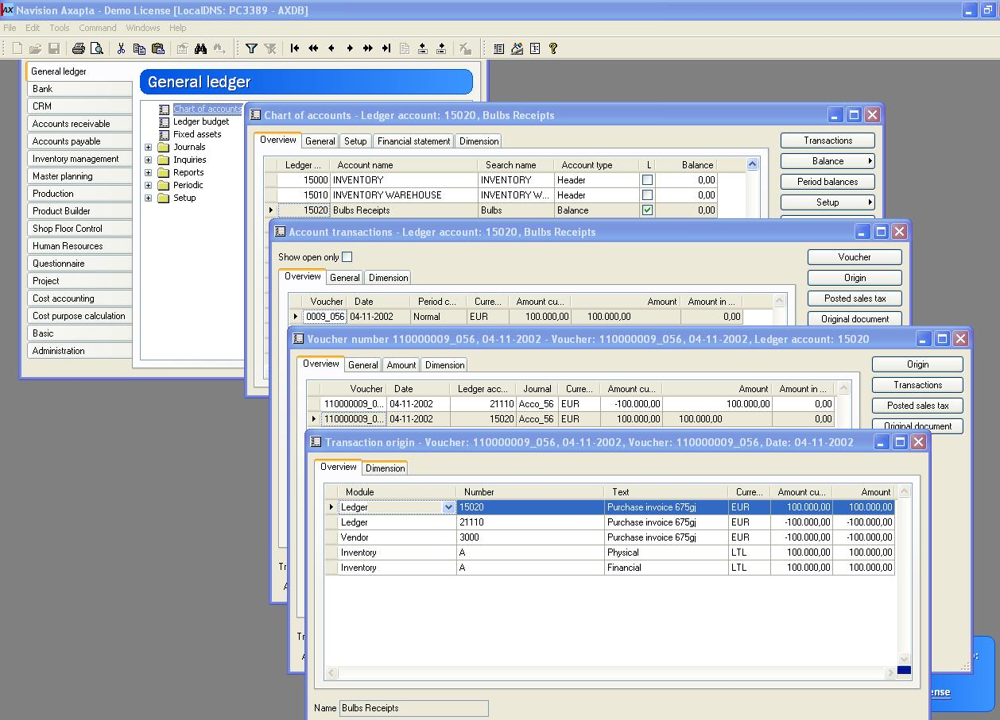 Navision Axapta - Demo License [LocalDNS: PC3389 - AXDB]
File Edit Tools Command Windows Help
General ledger
Bank
CRM
Accounts receivable
Accounts payable
Inventory management
Master planning
Production
Product Builder
Shop Floor Control
Human Resources
Questionnaire
Project
Cost accounting
Cost purpose calculation
Basic
Administration
General ledger
Chart of accounts
Ledger budget
Fixed assets
Journals
Inquiries
Reports
Periodic
Setup
Chart of accounts - Ledger account: 15020, Bulbs Receipts
Overview General Setup Financial statement Dimension
Ledger ... Account name Search name Account type L Balance
15000 INVENTORY INVENTORY Header 0,00
15010 INVENTORY WAREHOUSE INVENTORY W... Header 0,00
15020 Bulbs Receipts Bulbs Balance 0,00
Transactions
Balance
Period balances
Setup
Account transactions - Ledger account: 15020, Bulbs Receipts
Show open only
Overview General Dimension
Voucher Date Period c... Curre... Amount cu... Amount Amount in ...
0009_056 04-11-2002 Normal EUR 100.000,00 100.000,00 0,00
Voucher
Origin
Posted sales tax
Original document
Voucher number 110000009_056, 04-11-2002 - Voucher: 110000009_056, 04-11-2002, Ledger account: 15020
Overview General Amount Dimension
Voucher Date Ledger acc... Journal Curre... Amount cu... Amount Amount in ...
110000009_0... 04-11-2002 21110 Acco_56 EUR -100.000,00 100.000,00 0,00
110000009_0... 04-11-2002 15020 Acco_56 EUR 100.000,00 100.000,00 0,00
Origin
Transactions
Posted sales tax
Original document
Transaction origin - Voucher: 110000009_056, 04-11-2002, Voucher: 110000009_056, Date: 04-11-2002
Overview Dimension
Module Number Text Curre... Amount cu... Amount
Ledger 15020 Purchase invoice 675gj EUR 100.000,00 100.000,00
Ledger 21110 Purchase invoice 675gj EUR -100.000,00 -100.000,00
Vendor 3000 Purchase invoice 675gj EUR -100.000,00 -100.000,00
Inventory A Physical LTL 100.000,00 100.000,00
Inventory A Financial LTL 100.000,00 100.000,00
Name Bulbs Receipts